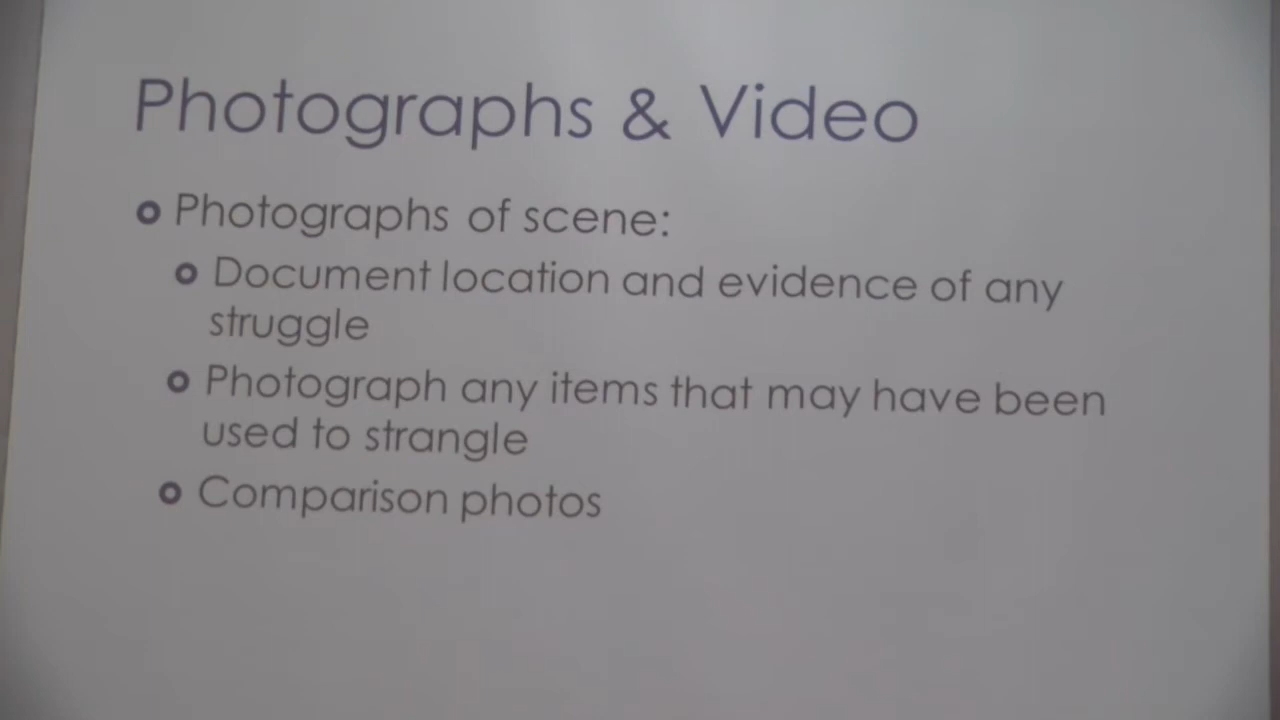 Photographs & Video
Photographs of scene:
Document location and evidence of any
struggle
Photograph any items that may have been
used to strangle
Comparison photos